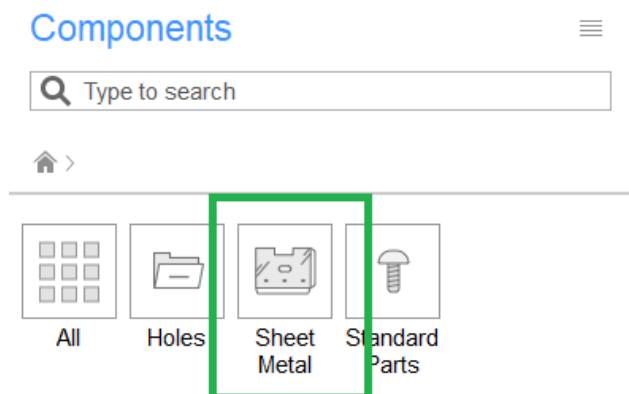 Components
Type to search
All Holes Sheet Standard
Metal Parts